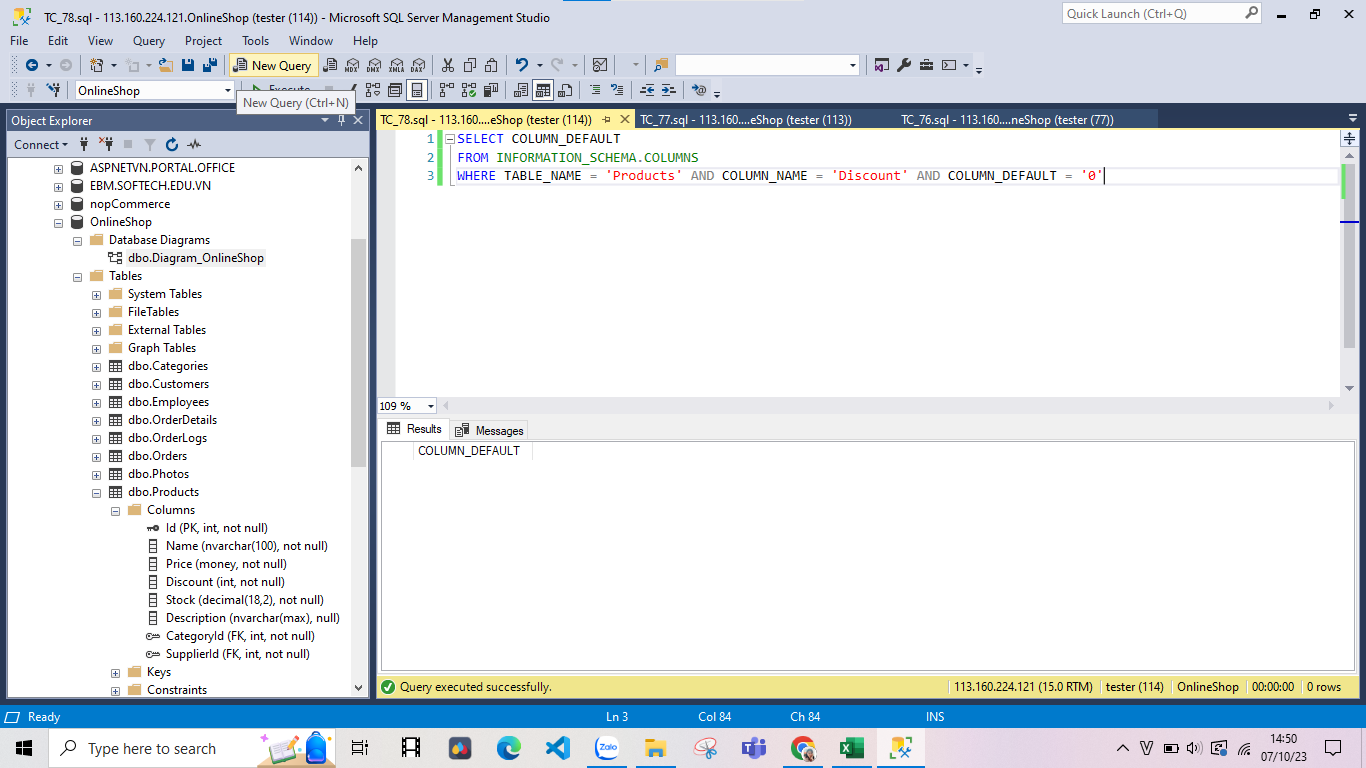 TC_78.sql - 113.160.224.121.OnlineShop (tester (114)) - Microsoft SQL Server Management Studio
Quick Launch (Ctrl+Q)
File Edit View Query Project Tools Window Help
New Query
MDX DMX XMLA DAX
OnlineShop
New Query (Ctrl+N)
Object Explorer
Connect
ASPNETVN.PORTAL.OFFICE
EBM.SOFTECH.EDU.VN
nopCommerce
OnlineShop
Database Diagrams
dbo.Diagram_OnlineShop
Tables
System Tables
FileTables
External Tables
Graph Tables
dbo.Categories
dbo.Customers
dbo.Employees
dbo.OrderDetails
dbo.OrderLogs
dbo.Orders
dbo.Photos
dbo.Products
Columns
Id (PK, int, not null)
Name (nvarchar(100), not null)
Price (money, not null)
Discount (int, not null)
Stock (decimal(18,2), not null)
Description (nvarchar(max), null)
CategoryId (FK, int, not null)
SupplierId (FK, int, not null)
Keys
Constraints
TC_78.sql - 113.160....eShop (tester (114)) TC_77.sql - 113.160....eShop (tester (113)) TC_76.sql - 113.160....neShop (tester (77))
1 SELECT COLUMN_DEFAULT
2 FROM INFORMATION_SCHEMA.COLUMNS
3 WHERE TABLE_NAME = 'Products' AND COLUMN_NAME = 'Discount' AND COLUMN_DEFAULT = '0'
109 %
Results Messages
COLUMN_DEFAULT
Query executed successfully. 113.160.224.121 (15.0 RTM) tester (114) OnlineShop 00:00:00 0 rows
Ready Ln 3 Col 84 Ch 84 INS
Type here to search
Zalo
14:50
07/10/23